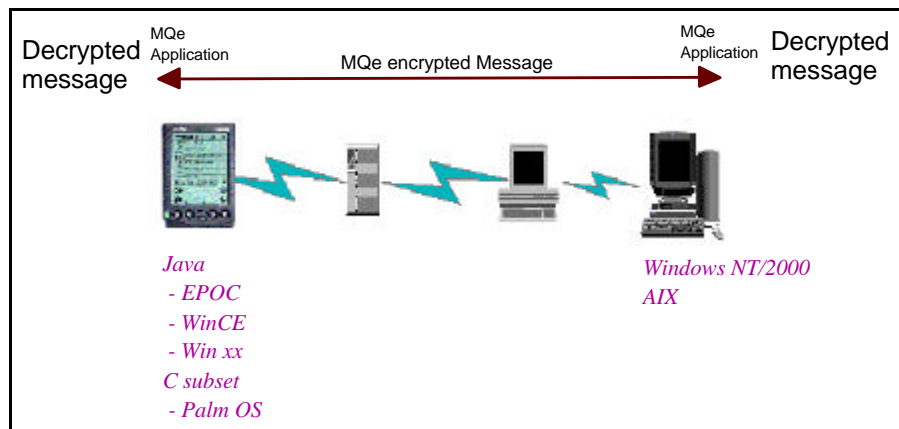 Decrypted
message
MQe
Application
MQe encrypted Message
MQe
Application
Decrypted
message
Java
- EPOC
- WinCE
- Win xx
C subset
- Palm OS
Windows NT/2000
AIX